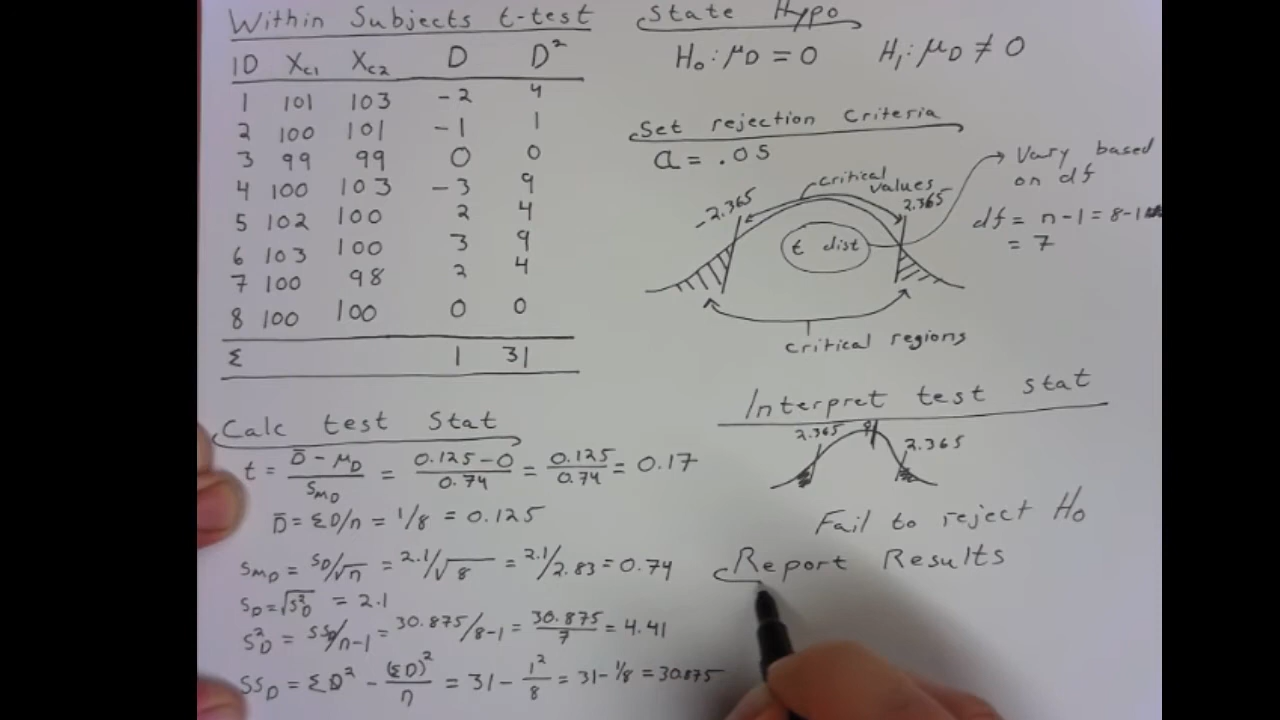 Within Subjects t-test
ID Xc1 Xc2 D D²
1 101 103 -2 4
2 100 101 -1 1
3 99 99 0 0
4 100 103 -3 9
5 102 100 2 4
6 103 100 3 9
7 100 98 2 4
8 100 100 0 0
Σ 1 31
Calc test Stat
t = D̄ - μD / SMD = 0.125-0 / 0.74 = 0.125 / 0.74 = 0.17
D̄ = ΣD/n = 1/8 = 0.125
SMD = SD/√n = 2.1/√8 = 2.1/2.83 = 0.74
SD = √S²D = 2.1
S²D = SSD/n-1 = 30.875/8-1 = 30.875/7 = 4.41
SSD = ΣD² - (ΣD)²/n = 31 - 1²/8 = 31 - 1/8 = 30.875
State Hypo
H₀: μD = 0 H₁: μD ≠ 0
Set rejection criteria
α = .05
critical
values
-2.365 2.365
t dist
Vary based
on df
df = n-1 = 8-1
= 7
critical regions
Interpret test stat
2.365 2.365
Fail to reject H₀
Report Results